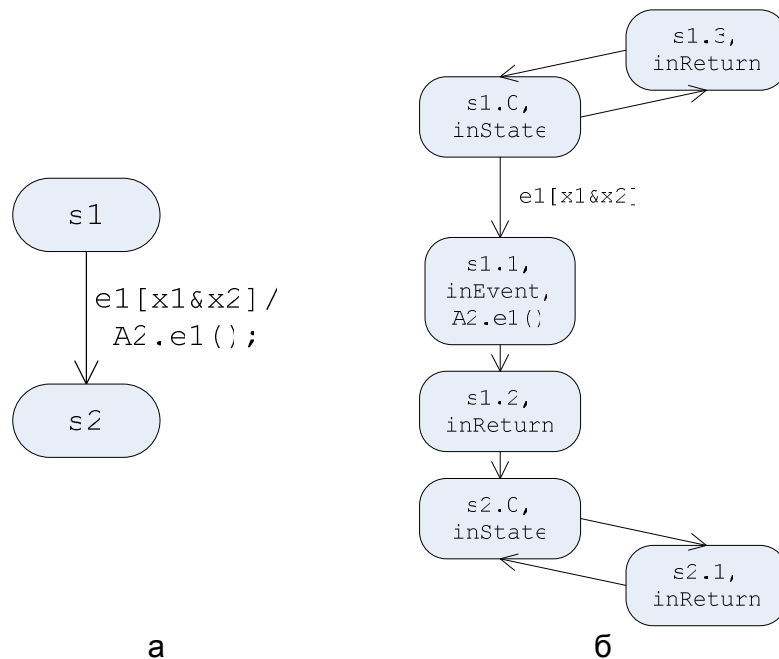 s1
e1[x1&x2]/
A2.e1();
s2
а
s1.3,
inReturn
s1.0,
inState
e1[x1&x2]
s1.1,
inEvent,
A2.e1()
s1.2,
inReturn
s2.0,
inState
s2.1,
inReturn
б